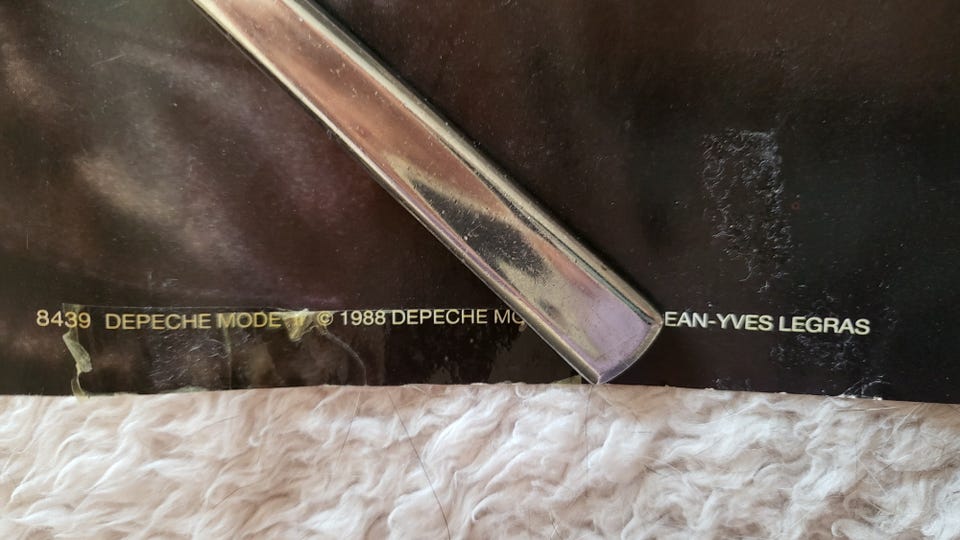 8439 DEPECHE MODE © 1988 DEPECHE MO EAN-YVES LEGRAS